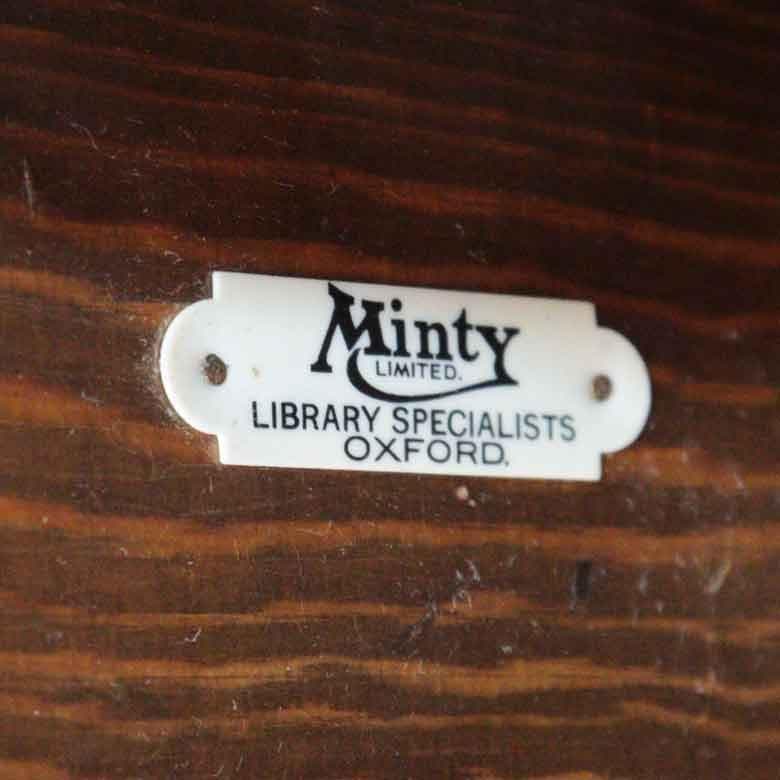 Minty
LIMITED.
LIBRARY SPECIALISTS
OXFORD.